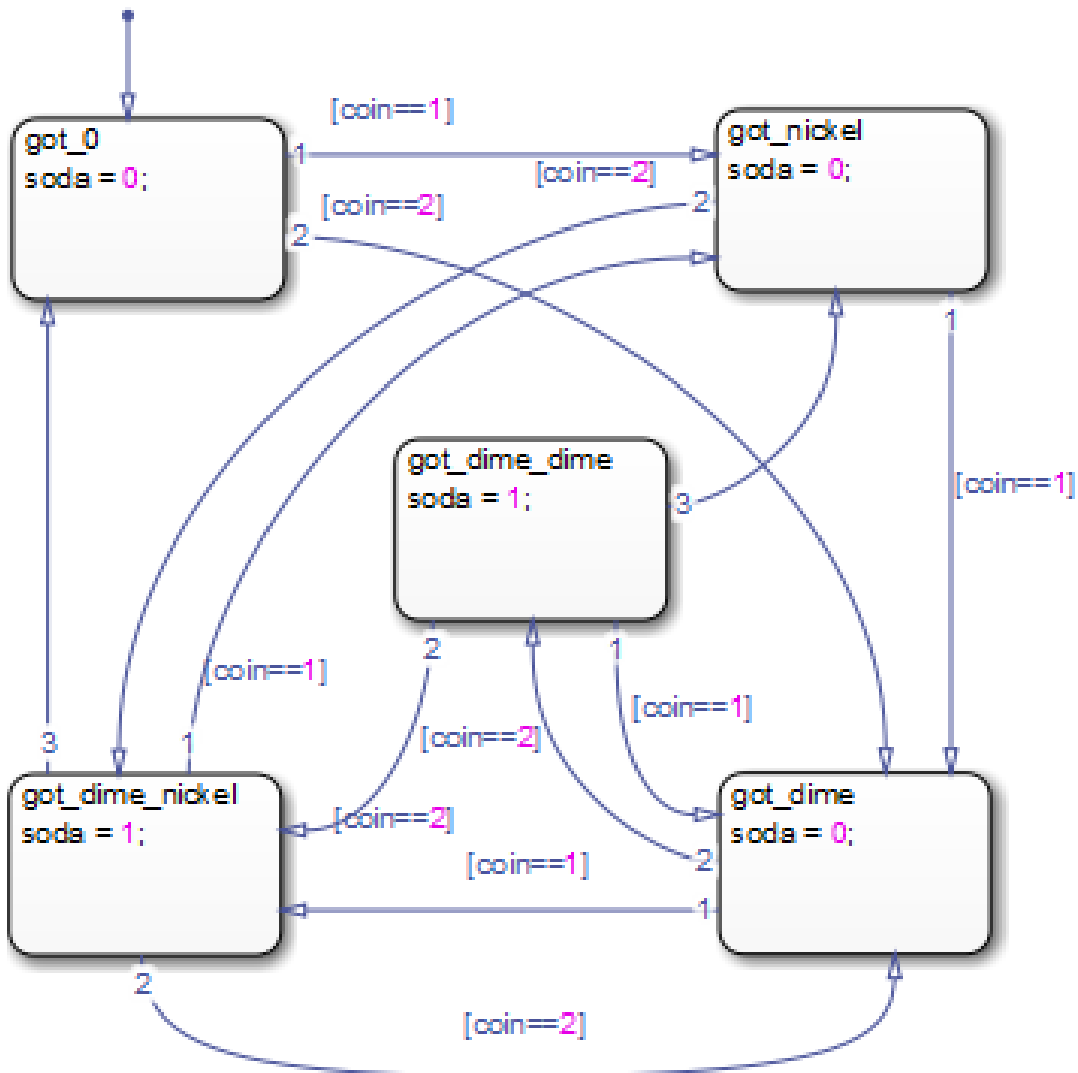 [coin==1]
got_0
soda = 0;
1
got_nickel
soda = 0;
[coin==2]
[coin==2]
2
2
1
got_dime_dime
soda = 1;
3
[coin==1]
2
1
[coin==1]
[coin==1]
[coin==2]
3
1
got_dime_nickel
soda = 1;
[coin==2]
got_dime
soda = 0;
[coin==1]
2
1
2
[coin==2]